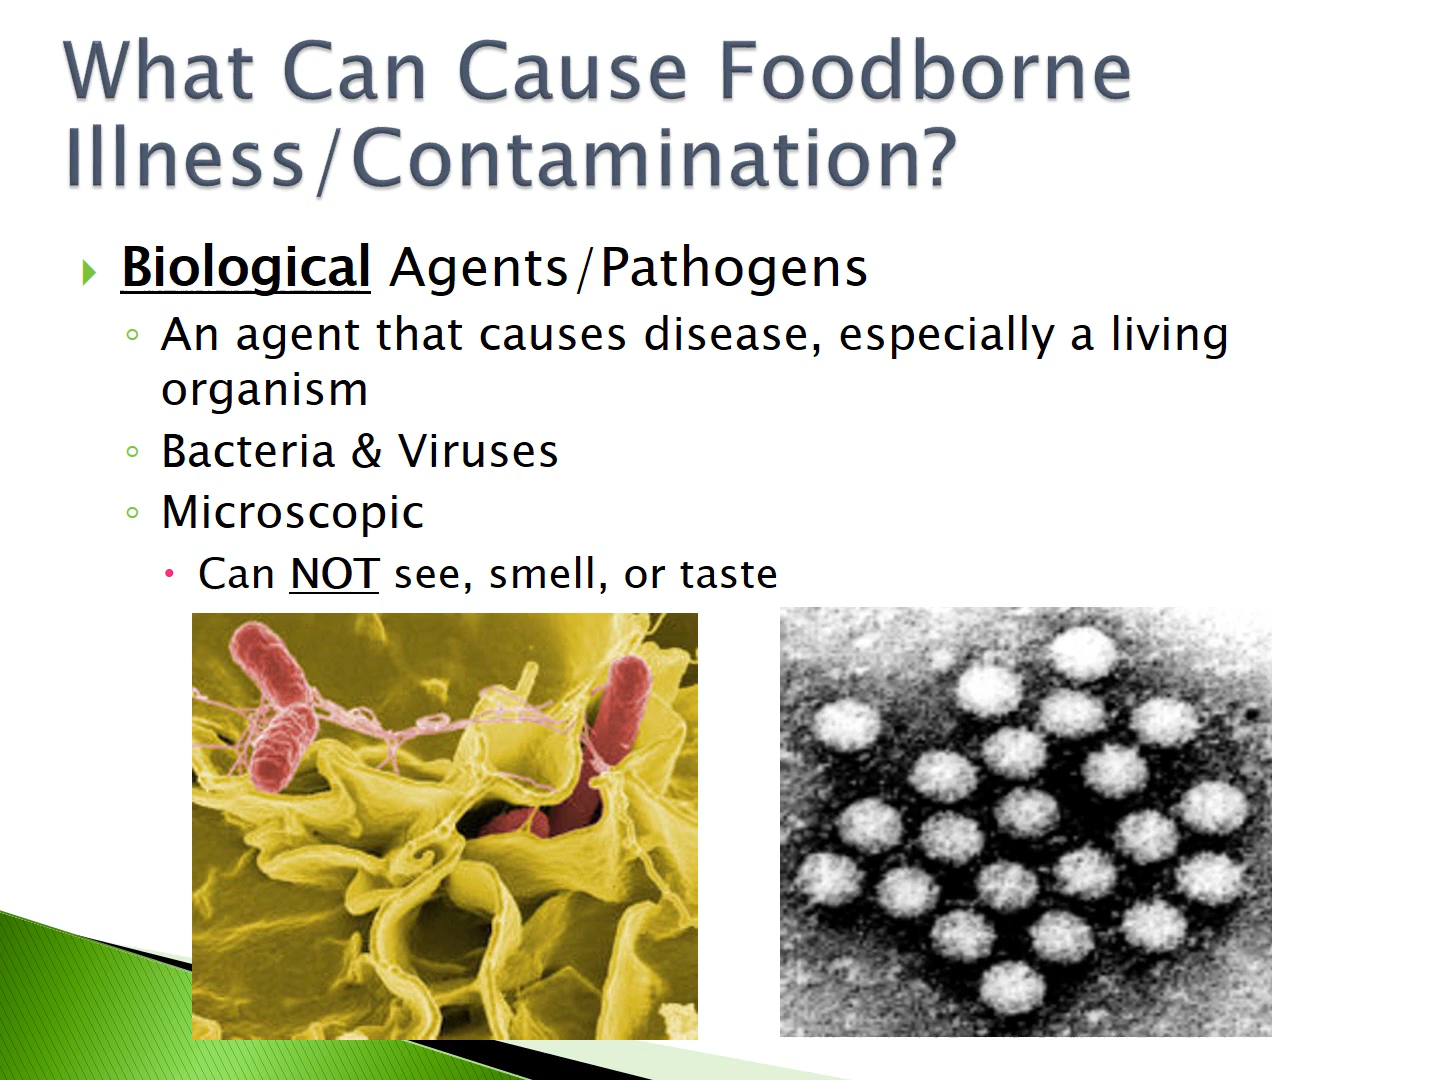 What Can Cause Foodborne
Illness/Contamination?
Biological Agents/Pathogens
An agent that causes disease, especially a living
organism
Bacteria & Viruses
Microscopic
Can NOT see, smell, or taste